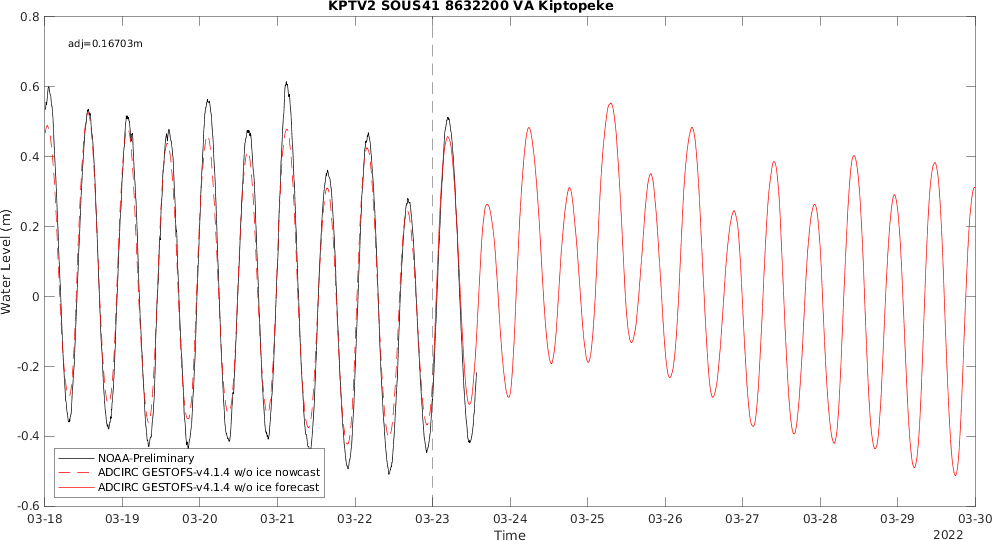 KPTV2 SOUS41 8632200 VA Kiptopeke
adj=0.16703m
Water Level (m)
0.8
0.6
0.4
0.2
0
-0.2
-0.4
-0.6
NOAA-Preliminary
ADCIRC GESTOFS-v4.1.4 w/o ice nowcast
ADCIRC GESTOFS-v4.1.4 w/o ice forecast
03-18 03-19 03-20 03-21 03-22 03-23 03-24 03-25 03-26 03-27 03-28 03-29 03-30
Time
2022